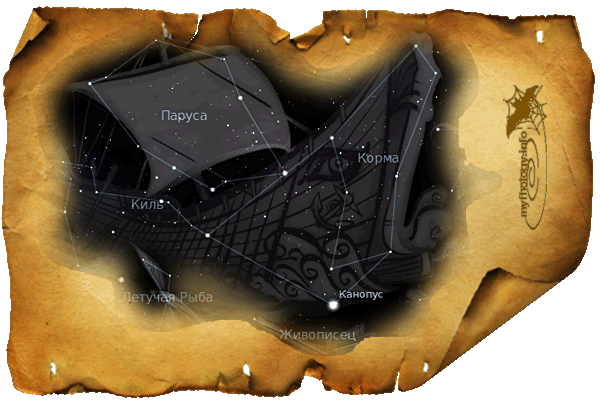 Паруса
Корма
Киль
Канопус
Летучая Рыба
Живописец